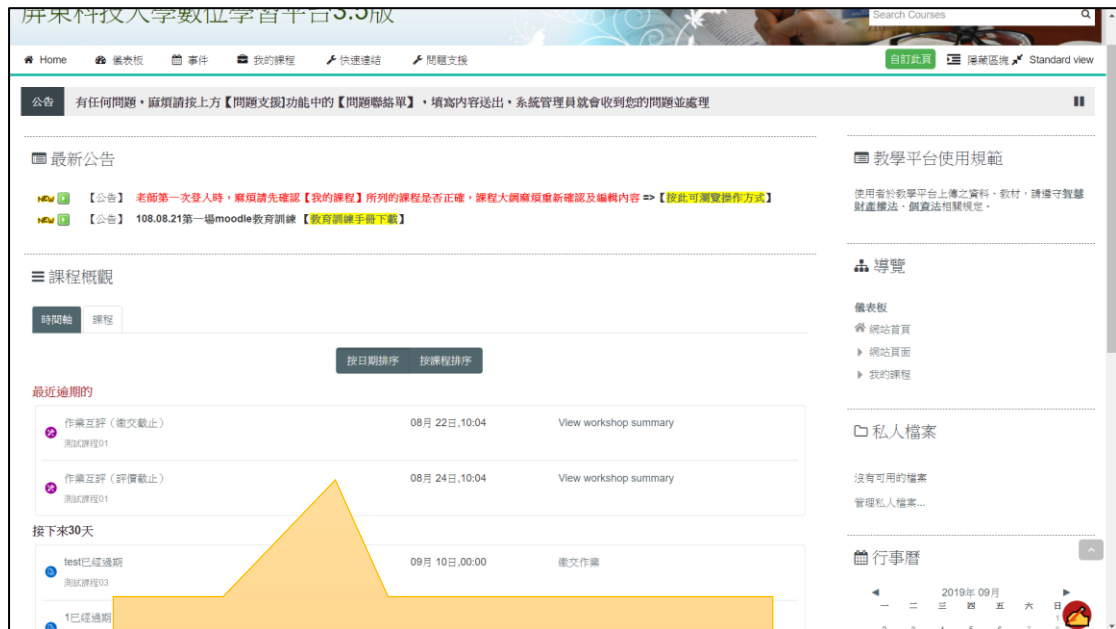 屏東科技大學數位學習平台3.5版
Search Courses
Home 儀表板 事件 我的課程 快速連結 問題支援 自訂此頁 隱藏區塊 Standard view
公告 有任何問題，麻煩請按上方【問題支援]功能中的【問題聯絡單】，填寫內容送出，系統管理員就會收到您的問題並處理
最新公告
NEW 【公告】 老師第一次登入時，麻煩請先確認【我的課程】所列的課程是否正確，課程大綱麻煩重新確認及編輯內容 => 【按此可瀏覽操作方式】
NEW 【公告】 108.08.21第一場moodle教育訓練 【教育訓練手冊下載】
課程概觀
時間軸 課程
按日期排序 按課程排序
最近逾期的
作業互評（繳交截止） 08月 22日,10:04 View workshop summary
測試課程01
作業互評（評價截止） 08月 24日,10:04 View workshop summary
測試課程01
接下來30天
test已經過期 09月 10日,00:00 繳交作業
測試課程03
1已經過期
教學平台使用規範
使用者於教學平台上傳之資料、教材，請遵守智慧
財產權法、個資法相關規定。
導覽
儀表板
網站首頁
網站頁面
我的課程
私人檔案
沒有可用的檔案
管理私人檔案...
行事曆
2019年 09月
一 二 三 四 五 六 日
1